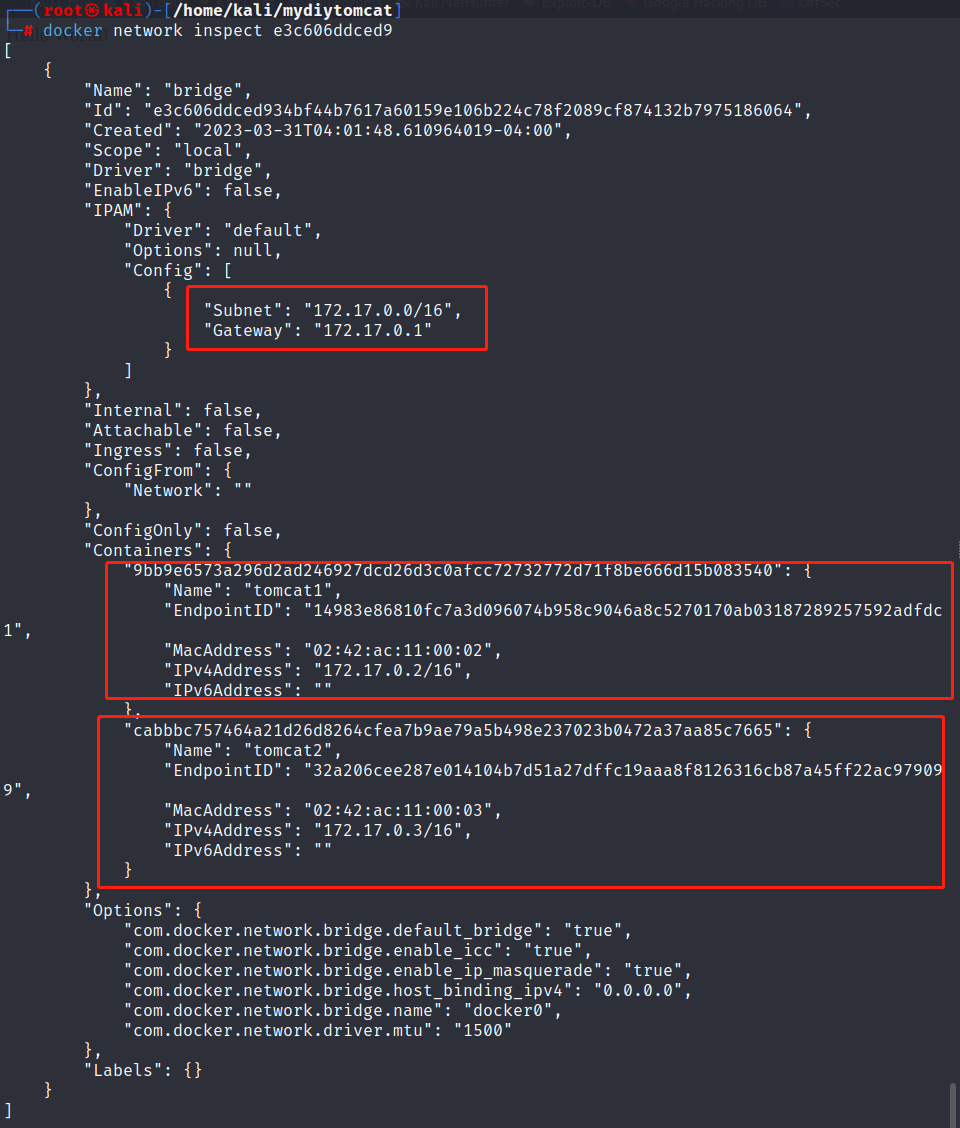 ┌──(root㉿kali)-[/home/kali/mydiytomcat]
└─# docker network inspect e3c606ddced9
[
    {
        "Name": "bridge",
        "Id": "e3c606ddced934bf44b7617a60159e106b224c78f2089cf874132b7975186064",
        "Created": "2023-03-31T04:01:48.610964019-04:00",
        "Scope": "local",
        "Driver": "bridge",
        "EnableIPv6": false,
        "IPAM": {
            "Driver": "default",
            "Options": null,
            "Config": [
                {
                    "Subnet": "172.17.0.0/16",
                    "Gateway": "172.17.0.1"
                }
            ]
        },
        "Internal": false,
        "Attachable": false,
        "Ingress": false,
        "ConfigFrom": {
            "Network": ""
        },
        "ConfigOnly": false,
        "Containers": {
            "9bb9e6573a296d2ad246927dcd26d3c0afcc72732772d71f8be666d15b083540": {
                "Name": "tomcat1",
                "EndpointID": "14983e86810fc7a3d096074b958c9046a8c5270170ab03187289257592adfdc
1",
                "MacAddress": "02:42:ac:11:00:02",
                "IPv4Address": "172.17.0.2/16",
                "IPv6Address": ""
            },
            "cabbbc757464a21d26d8264cfea7b9ae79a5b498e237023b0472a37aa85c7665": {
                "Name": "tomcat2",
                "EndpointID": "32a206cee287e014104b7d51a27dffc19aaa8f8126316cb87a45ff22ac97909
9",
                "MacAddress": "02:42:ac:11:00:03",
                "IPv4Address": "172.17.0.3/16",
                "IPv6Address": ""
            }
        },
        "Options": {
            "com.docker.network.bridge.default_bridge": "true",
            "com.docker.network.bridge.enable_icc": "true",
            "com.docker.network.bridge.enable_ip_masquerade": "true",
            "com.docker.network.bridge.host_binding_ipv4": "0.0.0.0",
            "com.docker.network.bridge.name": "docker0",
            "com.docker.network.driver.mtu": "1500"
        },
        "Labels": {}
    }
]